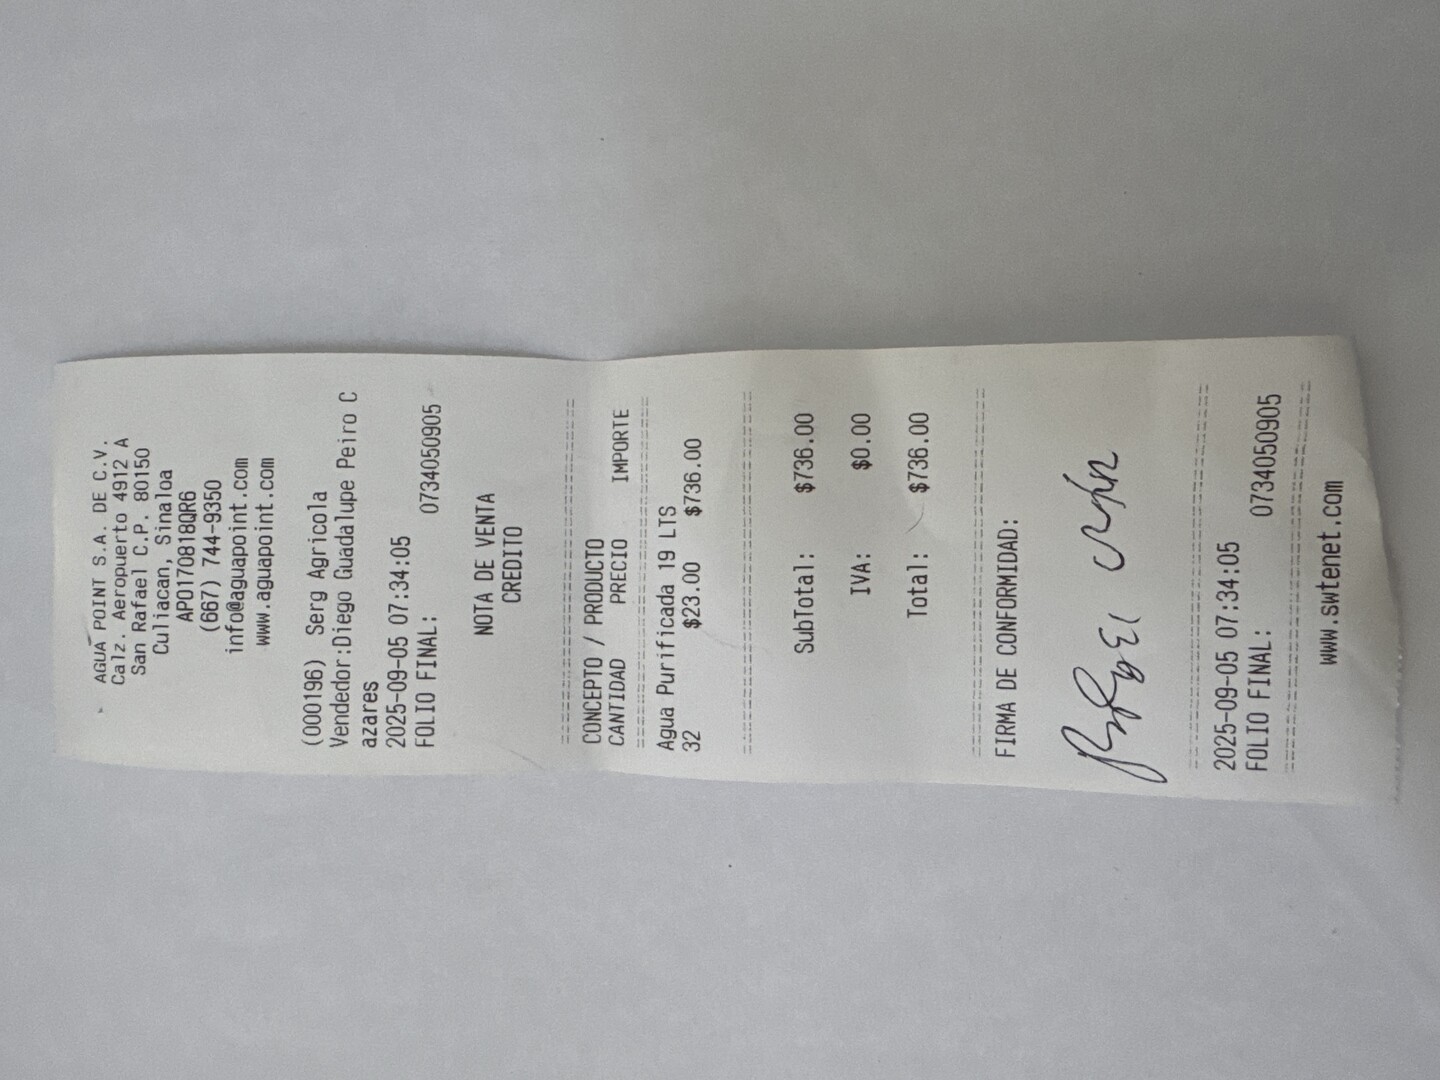 AGUA POINT S.A. DE C.V.
Calz. Aeropuerto 4912 A
San Rafael C.P. 80150
Culiacan, Sinaloa
APO170818QR6
(667) 744-9350
info@aguapoint.com
www.aguapoint.com
(000196) Serg Agricola
Vendedor:Diego Guadalupe Peiro C
azares
2025-09-05 07:34:05
FOLIO FINAL: 0734050905
NOTA DE VENTA
CREDITO
CONCEPTO / PRODUCTO
CANTIDAD PRECIO IMPORTE
Agua Purificada 19 LTS
32 $23.00 $736.00
SubTotal: $736.00
IVA: $0.00
Total: $736.00
FIRMA DE CONFORMIDAD:
2025-09-05 07:34:05
FOLIO FINAL: 0734050905
www.swtenet.com